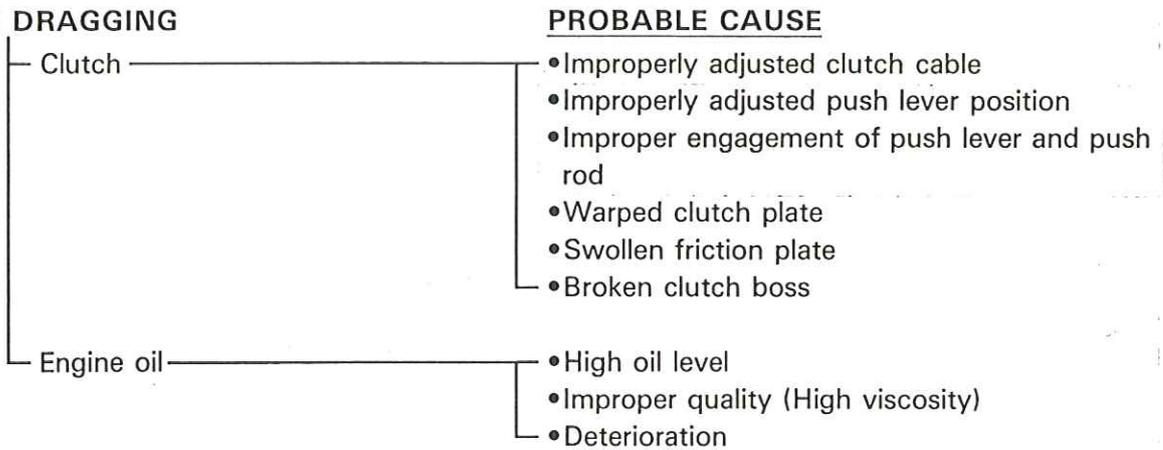 DRAGGING PROBABLE CAUSE
Clutch •Improperly adjusted clutch cable
•Improperly adjusted push lever position
•Improper engagement of push lever and push
rod
•Warped clutch plate
•Swollen friction plate
•Broken clutch boss
Engine oil •High oil level
•Improper quality (High viscosity)
•Deterioration